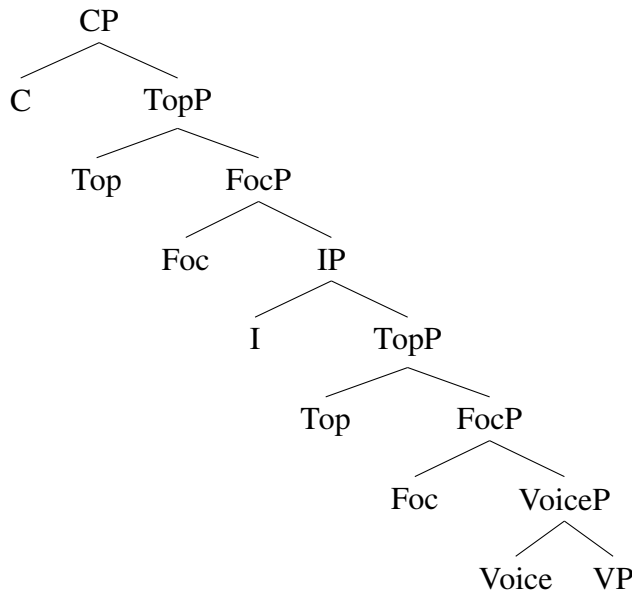 CP
C TopP
Top FocP
Foc IP
I TopP
Top FocP
Foc VoiceP
Voice VP